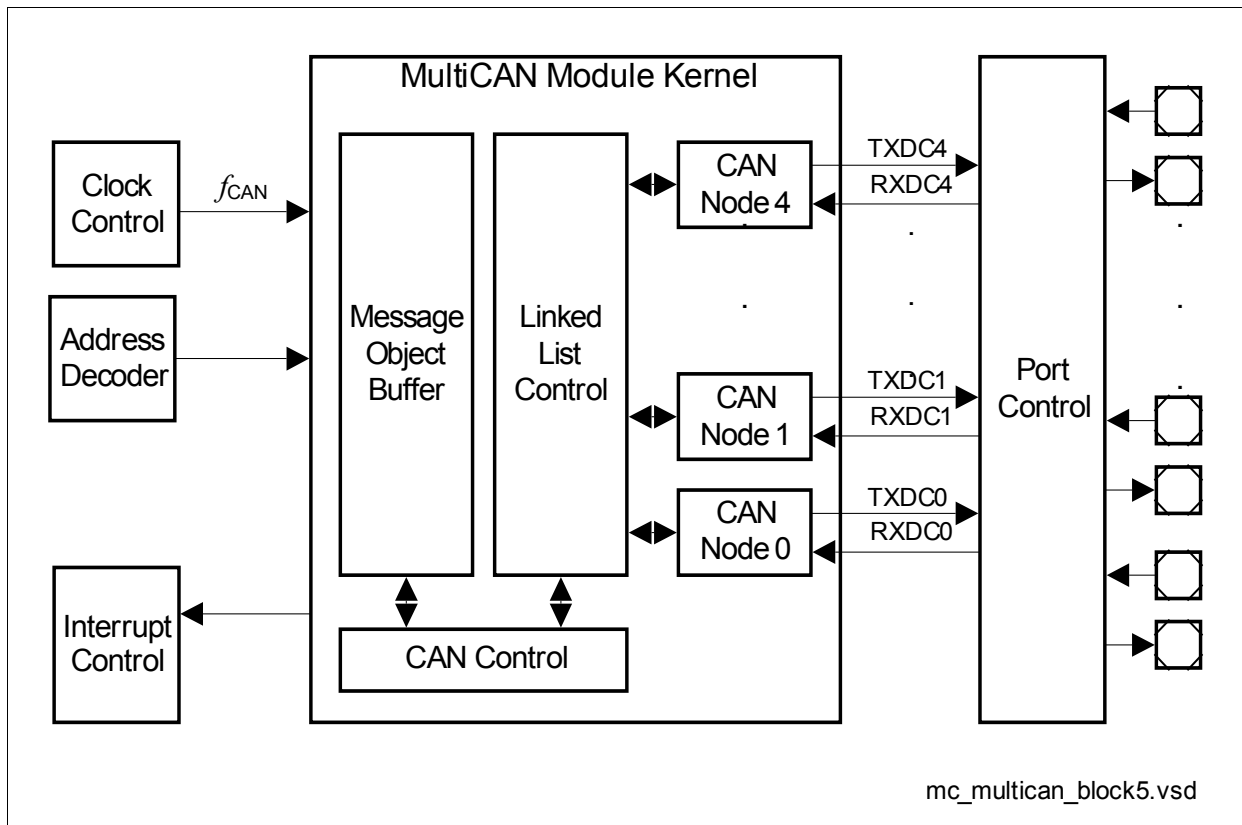 MultiCAN Module Kernel
Clock
Control
fCAN
Address
Decoder
Interrupt
Control
Message
Object
Buffer
Linked
List
Control
CAN Control
CAN
Node 4
CAN
Node 1
CAN
Node 0
TXDC4
RXDC4
TXDC1
RXDC1
TXDC0
RXDC0
Port
Control
mc_multican_block5.vsd